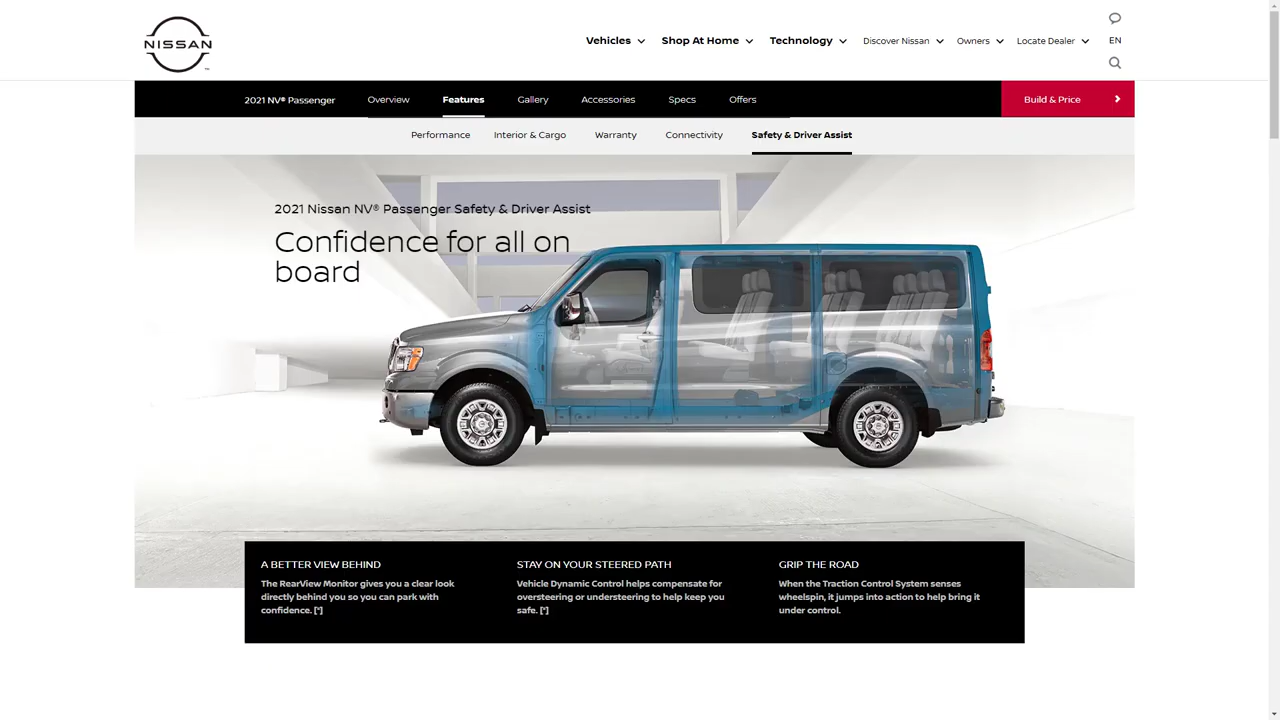 NISSAN
Vehicles
Shop At Home
Technology
Discover Nissan
Owners
Locate Dealer
EN
2021 NV® Passenger
Overview
Features
Gallery
Accessories
Specs
Offers
Build & Price
Performance
Interior & Cargo
Warranty
Connectivity
Safety & Driver Assist
2021 Nissan NV® Passenger Safety & Driver Assist
Confidence for all on
board
A BETTER VIEW BEHIND
The RearView Monitor gives you a clear look
directly behind you so you can park with
confidence. [*]
STAY ON YOUR STEERED PATH
Vehicle Dynamic Control helps compensate for
oversteering or understeering to help keep you
safe. [*]
GRIP THE ROAD
When the Traction Control System senses
wheelspin, it jumps into action to help bring it
under control.